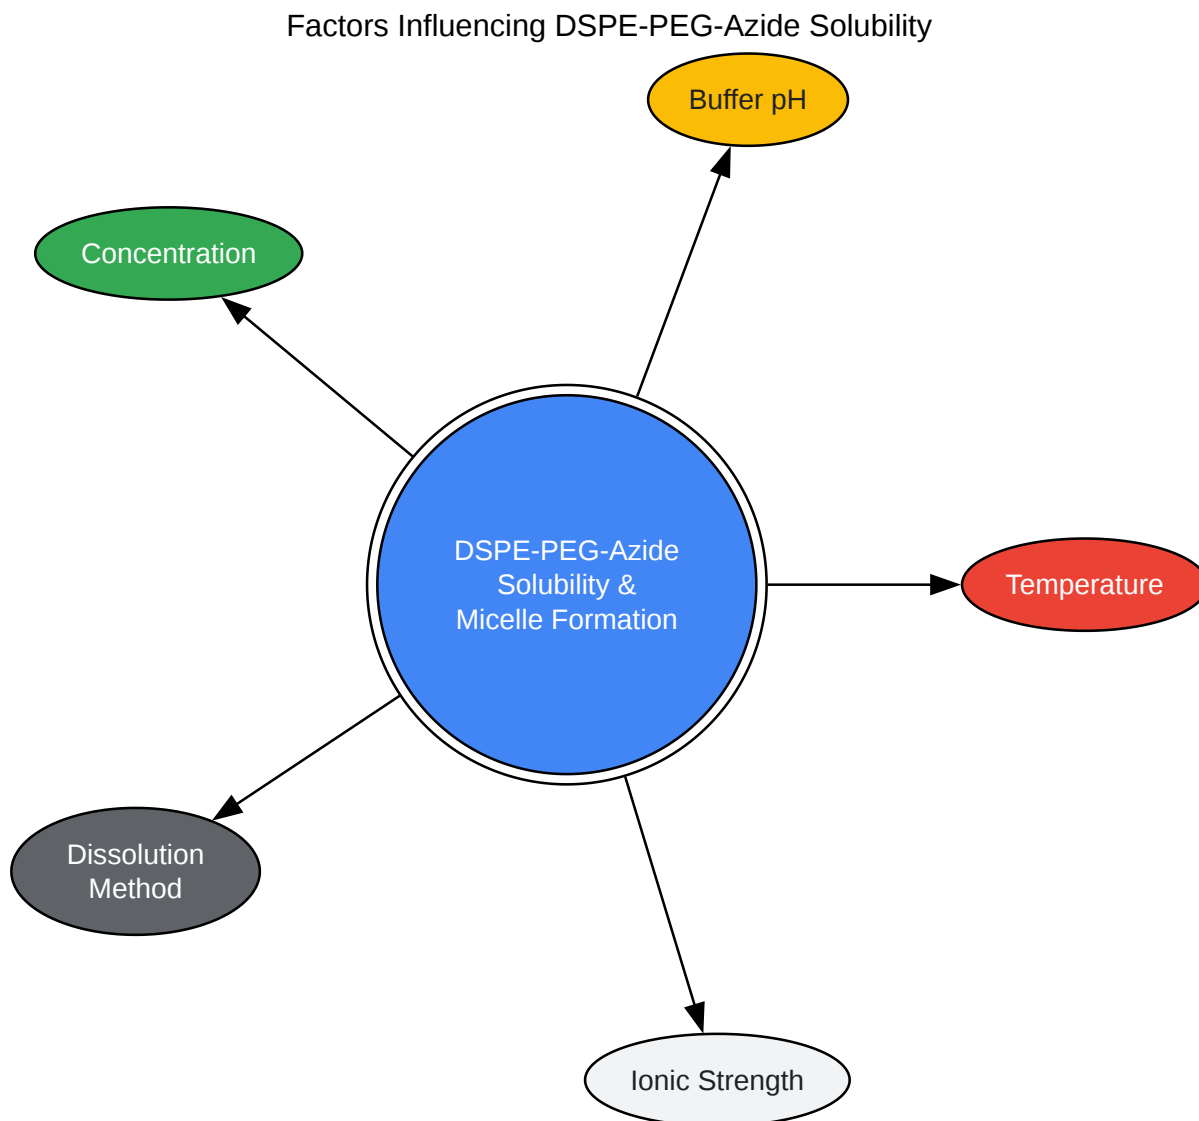 Factors Influencing DSPE-PEG-Azide Solubility
Buffer pH
Concentration
DSPE-PEG-Azide
Solubility &
Micelle Formation
Temperature
Dissolution
Method
Ionic Strength